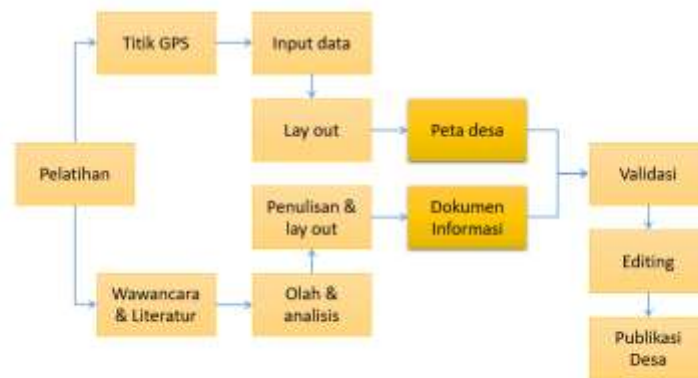 Titik GPS
Input data
Lay out
Peta desa
Pelatihan
Validasi
Penulisan &
lay out
Dokumen
Informasi
Editing
Wawancara
& Literatur
Olah &
analisis
Publikasi
Desa